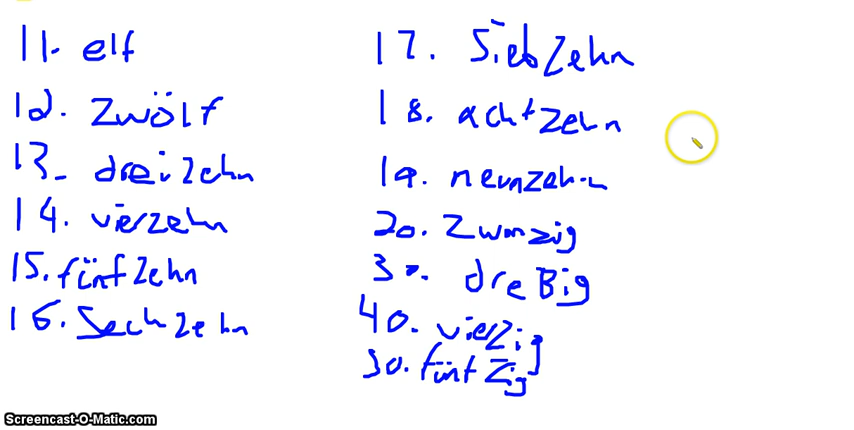 11. elf
12. zwölf
13. dreizehn
14. vierzehn
15. fünfzehn
16. Sechzehn
17. Siebzehn
18. achtzehn
19. neunzehn
20. Zwanzig
30. dreßig
40. vierzig
30. fünfzig
Screencast-O-Matic.com